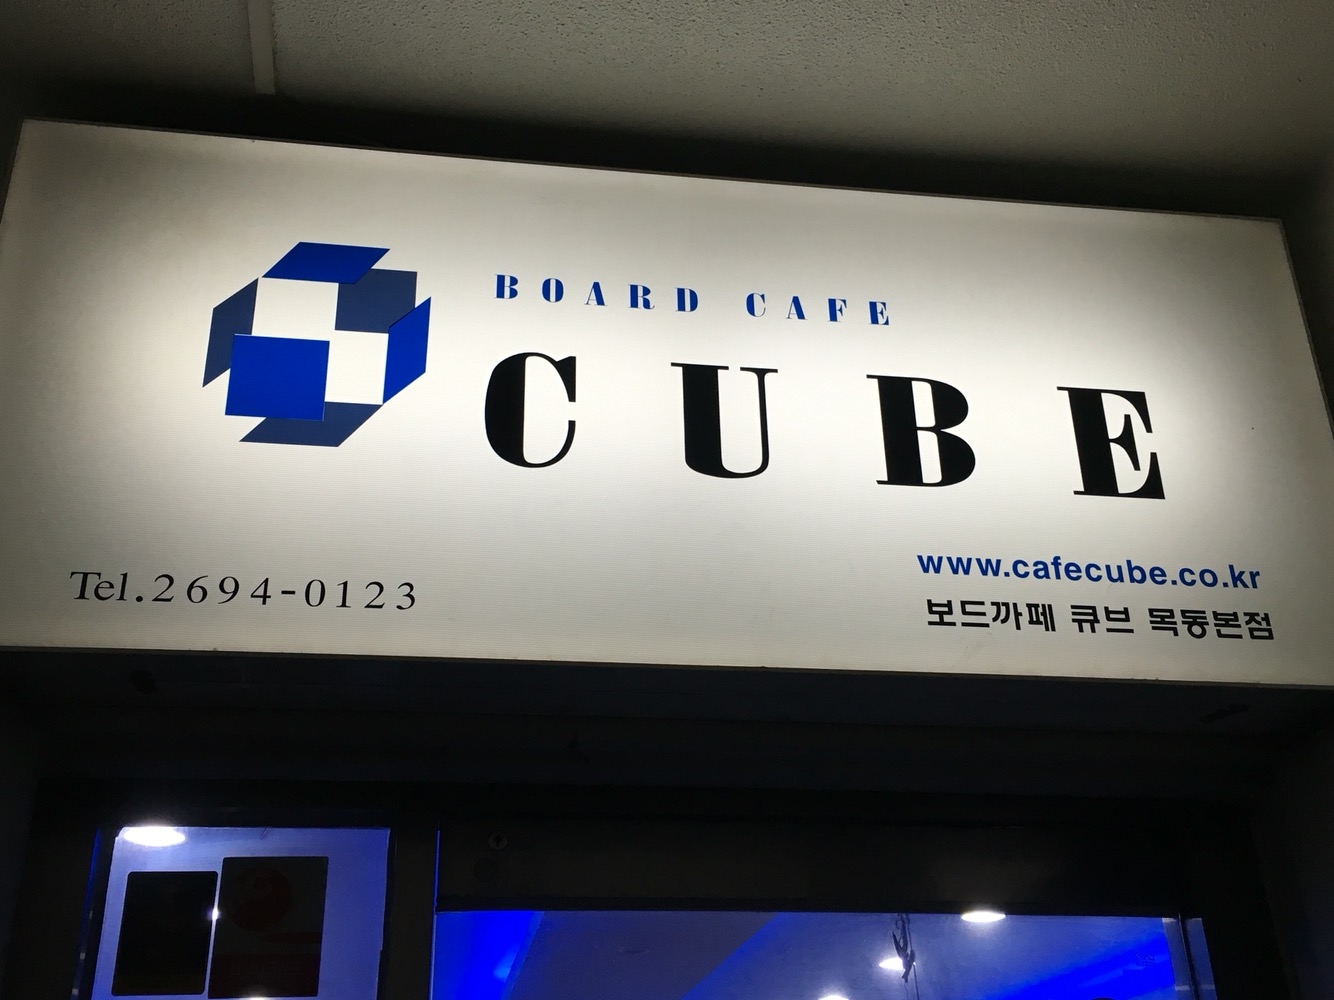 BOARD CAFE
CUBE
Tel.2694-0123
www.cafecube.co.kr
보드까페 큐브 목동본점